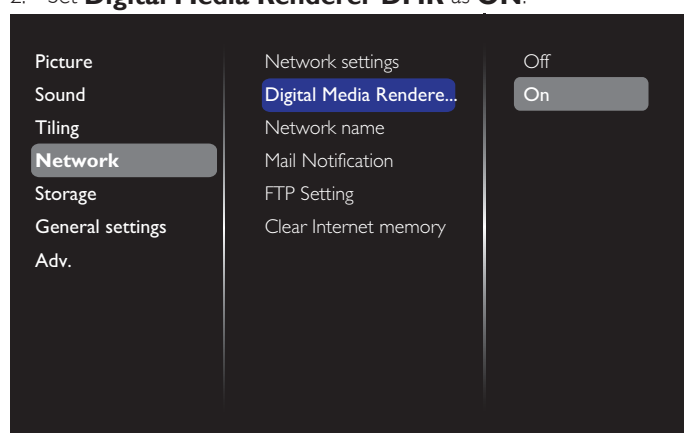 2. Set Digital Media Renderer-DMR as ON.
Picture
Sound
Tiling
Network
Storage
General settings
Adv.
Network settings
Digital Media Rendere...
Network name
Mail Notification
FTP Setting
Clear Internet memory
Off
On